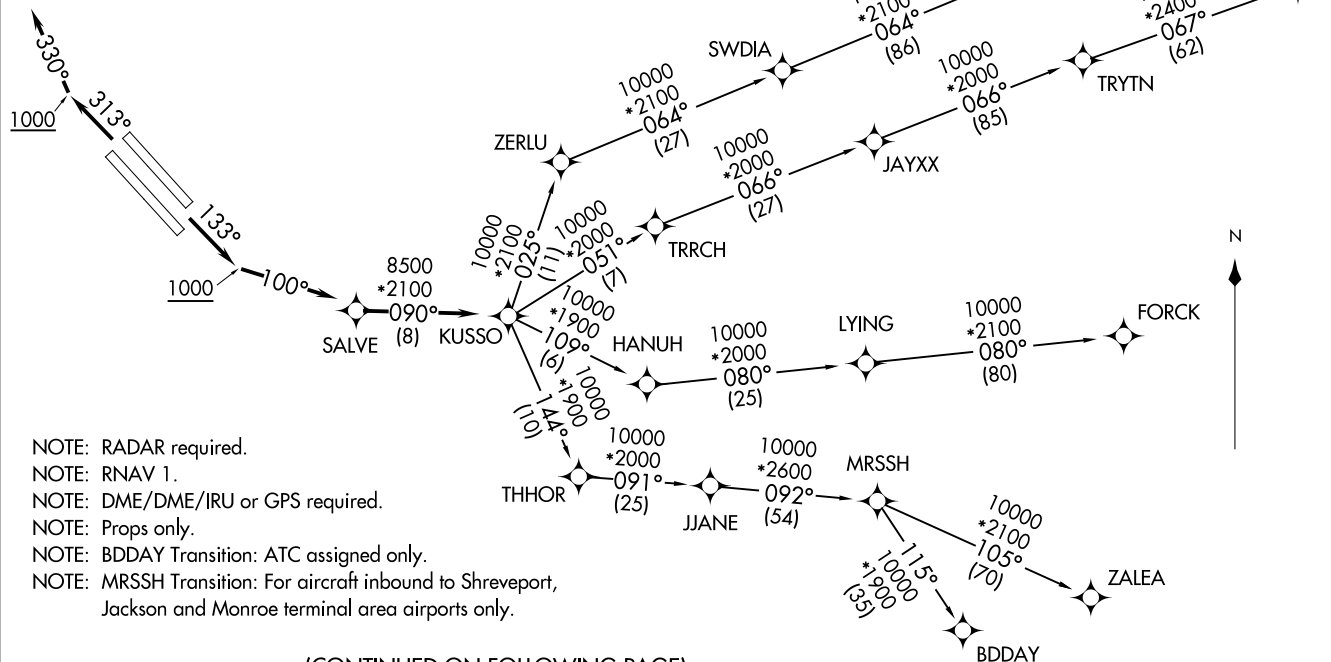 *2100
064°
(86)
*2400
067°
(62)
SWDIA
10000
*2100
064°
(27)
10000
*2000
066°
(85)
TRYTN
330°
1000
313°
ZERLU
10000
*2000
066°
(27)
JAYXX
133°
1000
100°
SALVE
8500
*2100
090°
(8)
KUSSO
10000
*2100
025°
(11)
10000
*2000
051°
(7)
TRRCH
N
10000
*1900
109°
(6)
HANUH
10000
*2000
080°
(25)
LYING
10000
*2100
080°
(80)
FORCK
10000
*1900
144°
(10)
THHOR
10000
*2000
091°
(25)
JJANE
10000
*2600
092°
(54)
MRSSH
10000
*2100
105°
(70)
ZALEA
115°
10000
*1900
(35)
BDDAY
NOTE: RADAR required.
NOTE: RNAV 1.
NOTE: DME/DME/IRU or GPS required.
NOTE: Props only.
NOTE: BDDAY Transition: ATC assigned only.
NOTE: MRSSH Transition: For aircraft inbound to Shreveport,
Jackson and Monroe terminal area airports only.
(CONTINUED ON FOLLOWING PAGE)